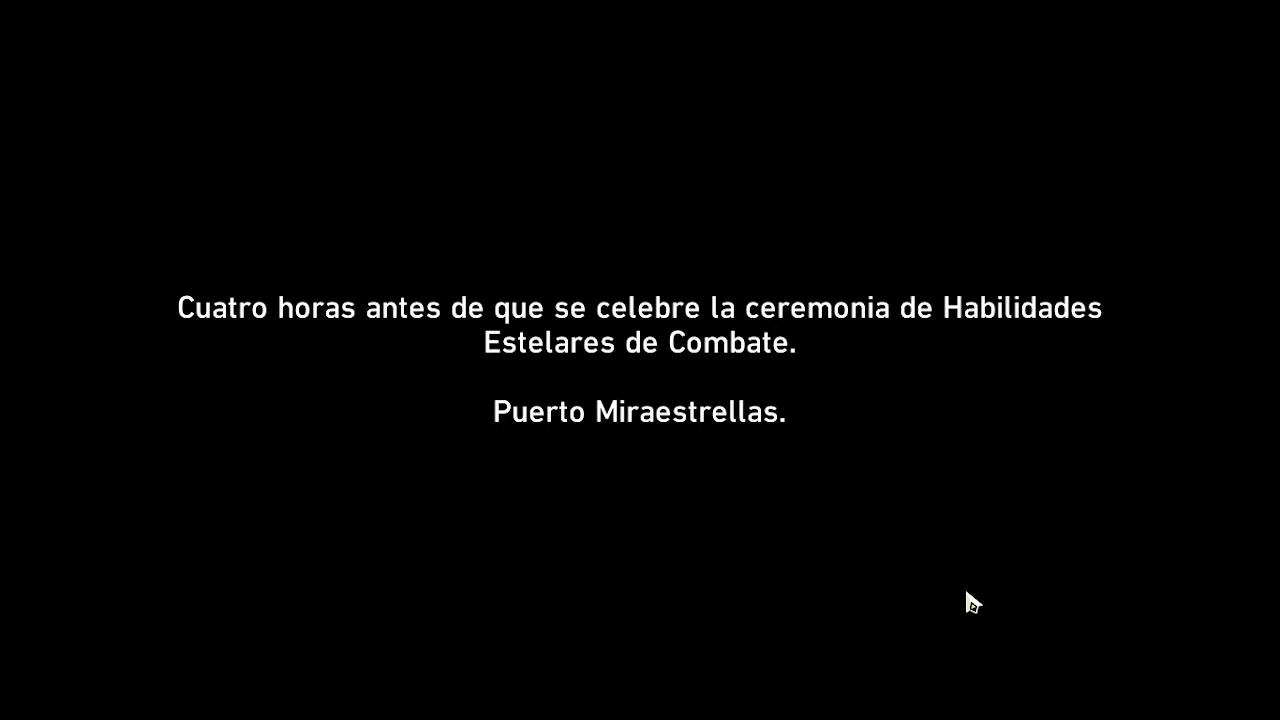 Cuatro horas antes de que se celebre la ceremonia de Habilidades
Estelares de Combate.
Puerto Miraestrellas.